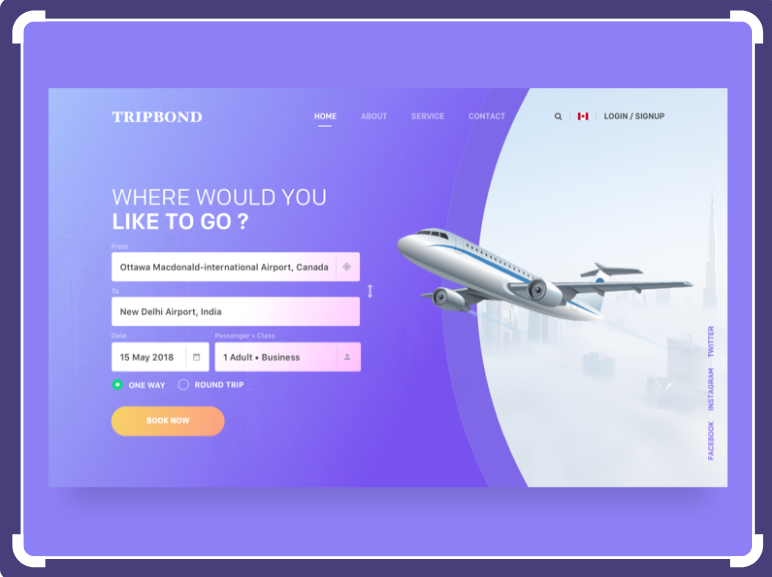 TRIPBOND
HOME ABOUT SERVICE CONTACT
LOGIN / SIGNUP
WHERE WOULD YOU
LIKE TO GO ?
From
Ottawa Macdonald-international Airport, Canada
To
New Delhi Airport, India
Date Passenger • Class
15 May 2018 1 Adult • Business
ONE WAY ROUND TRIP
BOOK NOW
FACEBOOK INSTAGRAM TWITTER